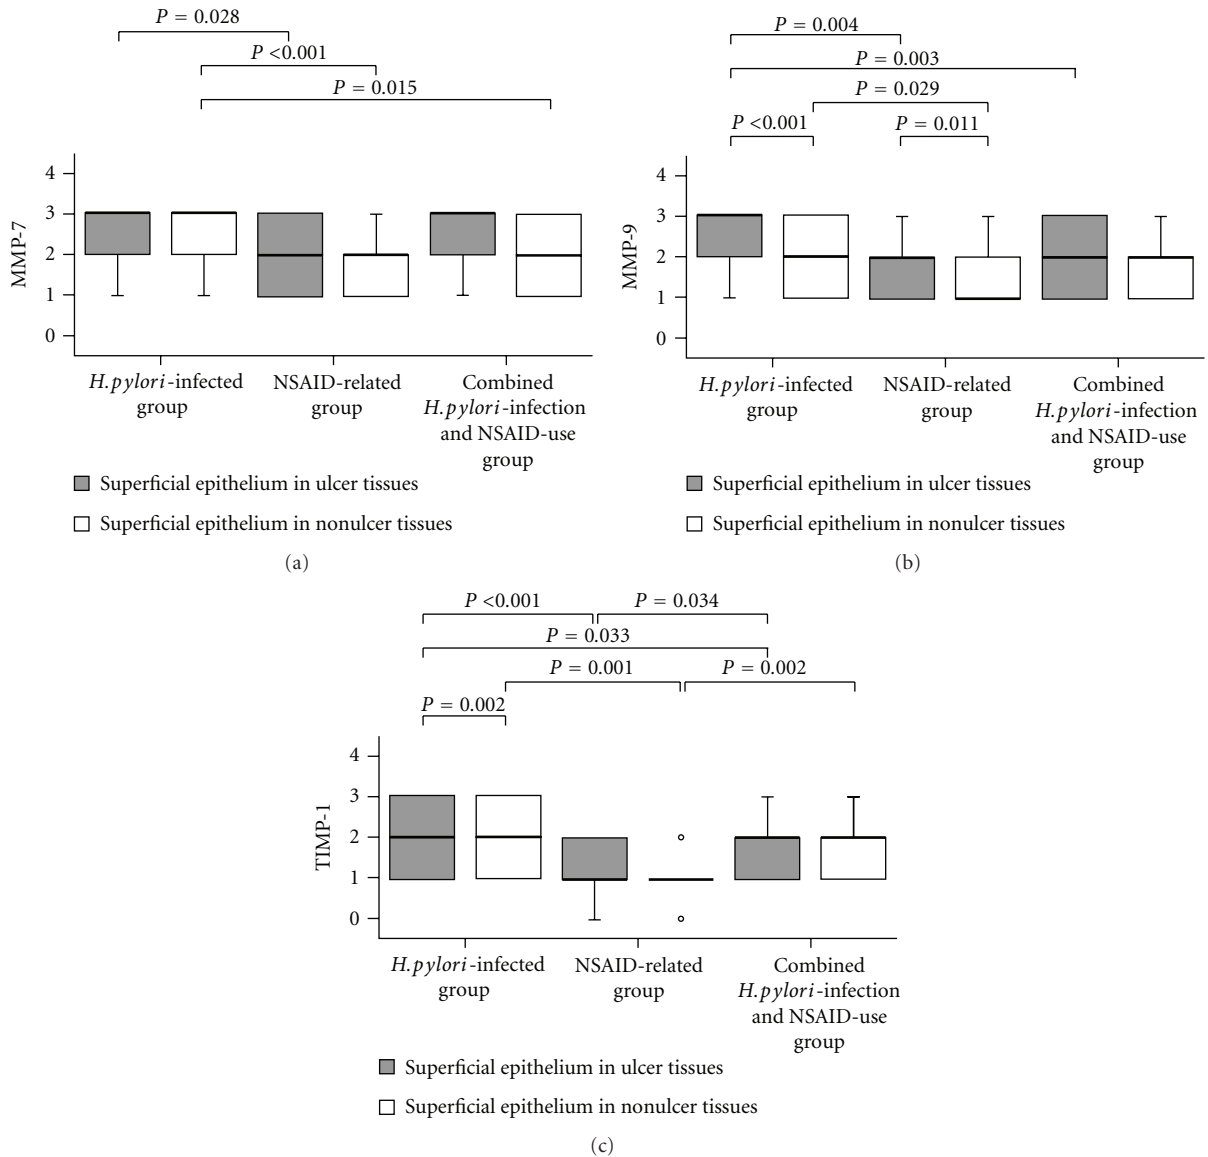 P = 0.028
P <0.001
P = 0.015
MMP-7
4
3
2
1
0
H.pylori-infected
group
NSAID-related
group
Combined
H.pylori-infection
and NSAID-use
group
Superficial epithelium in ulcer tissues
Superficial epithelium in nonulcer tissues
(a)
P = 0.004
P = 0.003
P = 0.029
P <0.001
P = 0.011
MMP-9
4
3
2
1
0
H.pylori-infected
group
NSAID-related
group
Combined
H.pylori-infection
and NSAID-use
group
Superficial epithelium in ulcer tissues
Superficial epithelium in nonulcer tissues
(b)
P <0.001
P = 0.034
P = 0.033
P = 0.001
P = 0.002
P = 0.002
TIMP-1
4
3
2
1
0
H.pylori-infected
group
NSAID-related
group
Combined
H.pylori-infection
and NSAID-use
group
Superficial epithelium in ulcer tissues
Superficial epithelium in nonulcer tissues
(c)